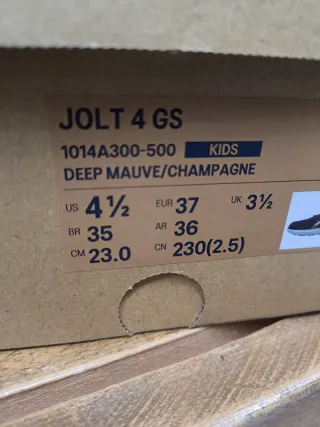 JOLT 4 GS
1014A300-500 KIDS
DEEP MAUVE/CHAMPAGNE
US 4½ EUR 37 UK 3½
BR 35 AR 36
CM 23.0 CN 230(2.5)